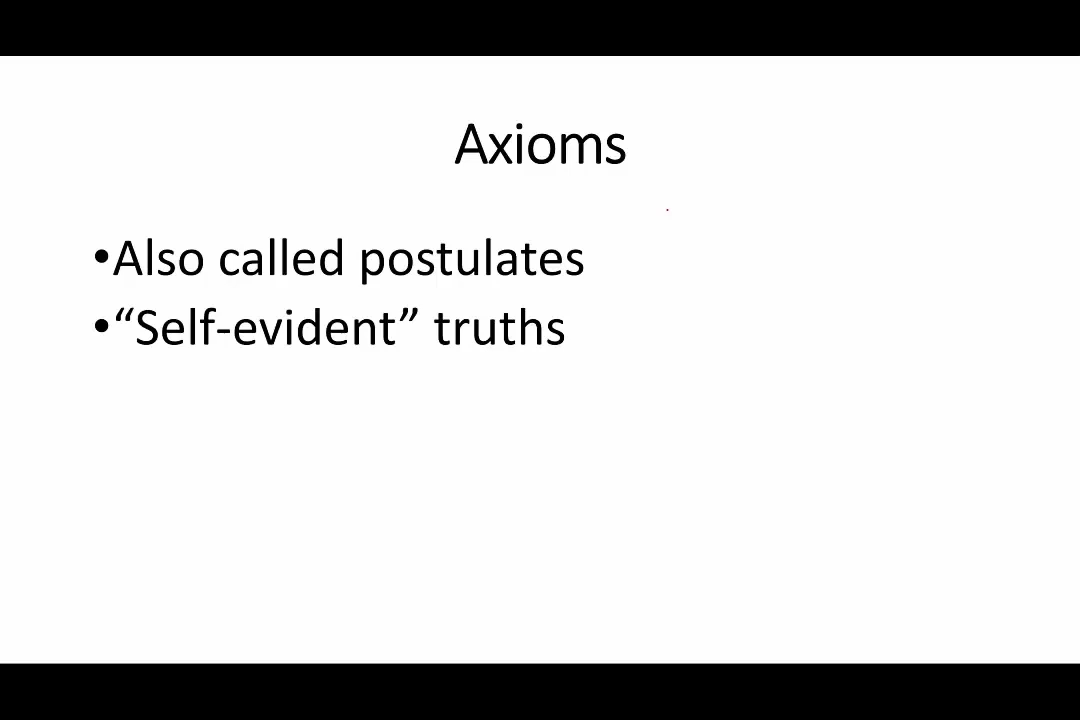 Axioms
•Also called postulates
•“Self-evident” truths